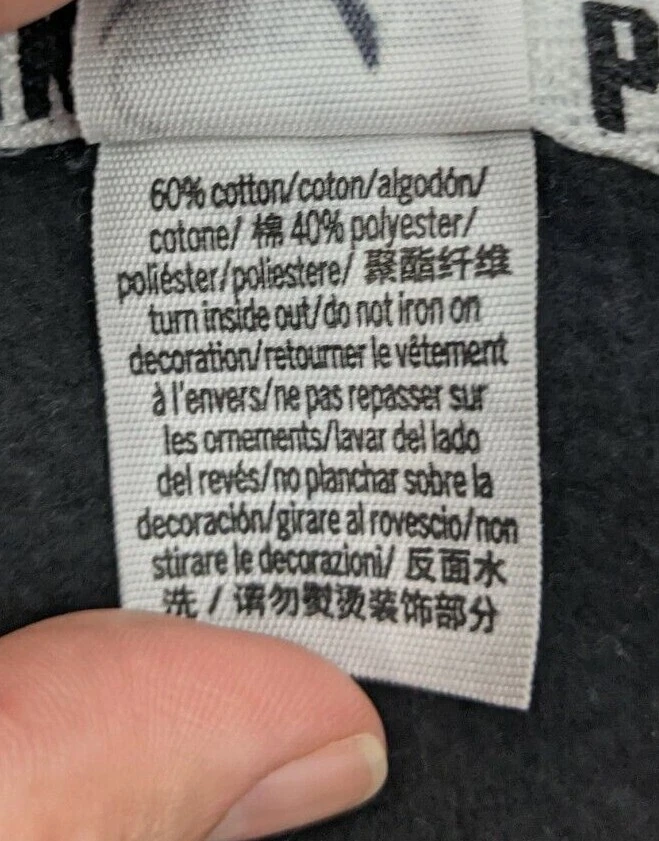 N
P
60% cotton/coton/algodón/
cotone/ 棉 40% polyester/
poliéster/poliestere/ 聚酯纤维
turn inside out/do not iron on
decoration/retourner le vêtement
à l'envers/ne pas repasser sur
les ornements/lavar del lado
del revés/no planchar sobre la
decoración/girare al rovescio/non
stirare le decorazioni/ 反面水
洗 / 请勿熨烫装饰部分